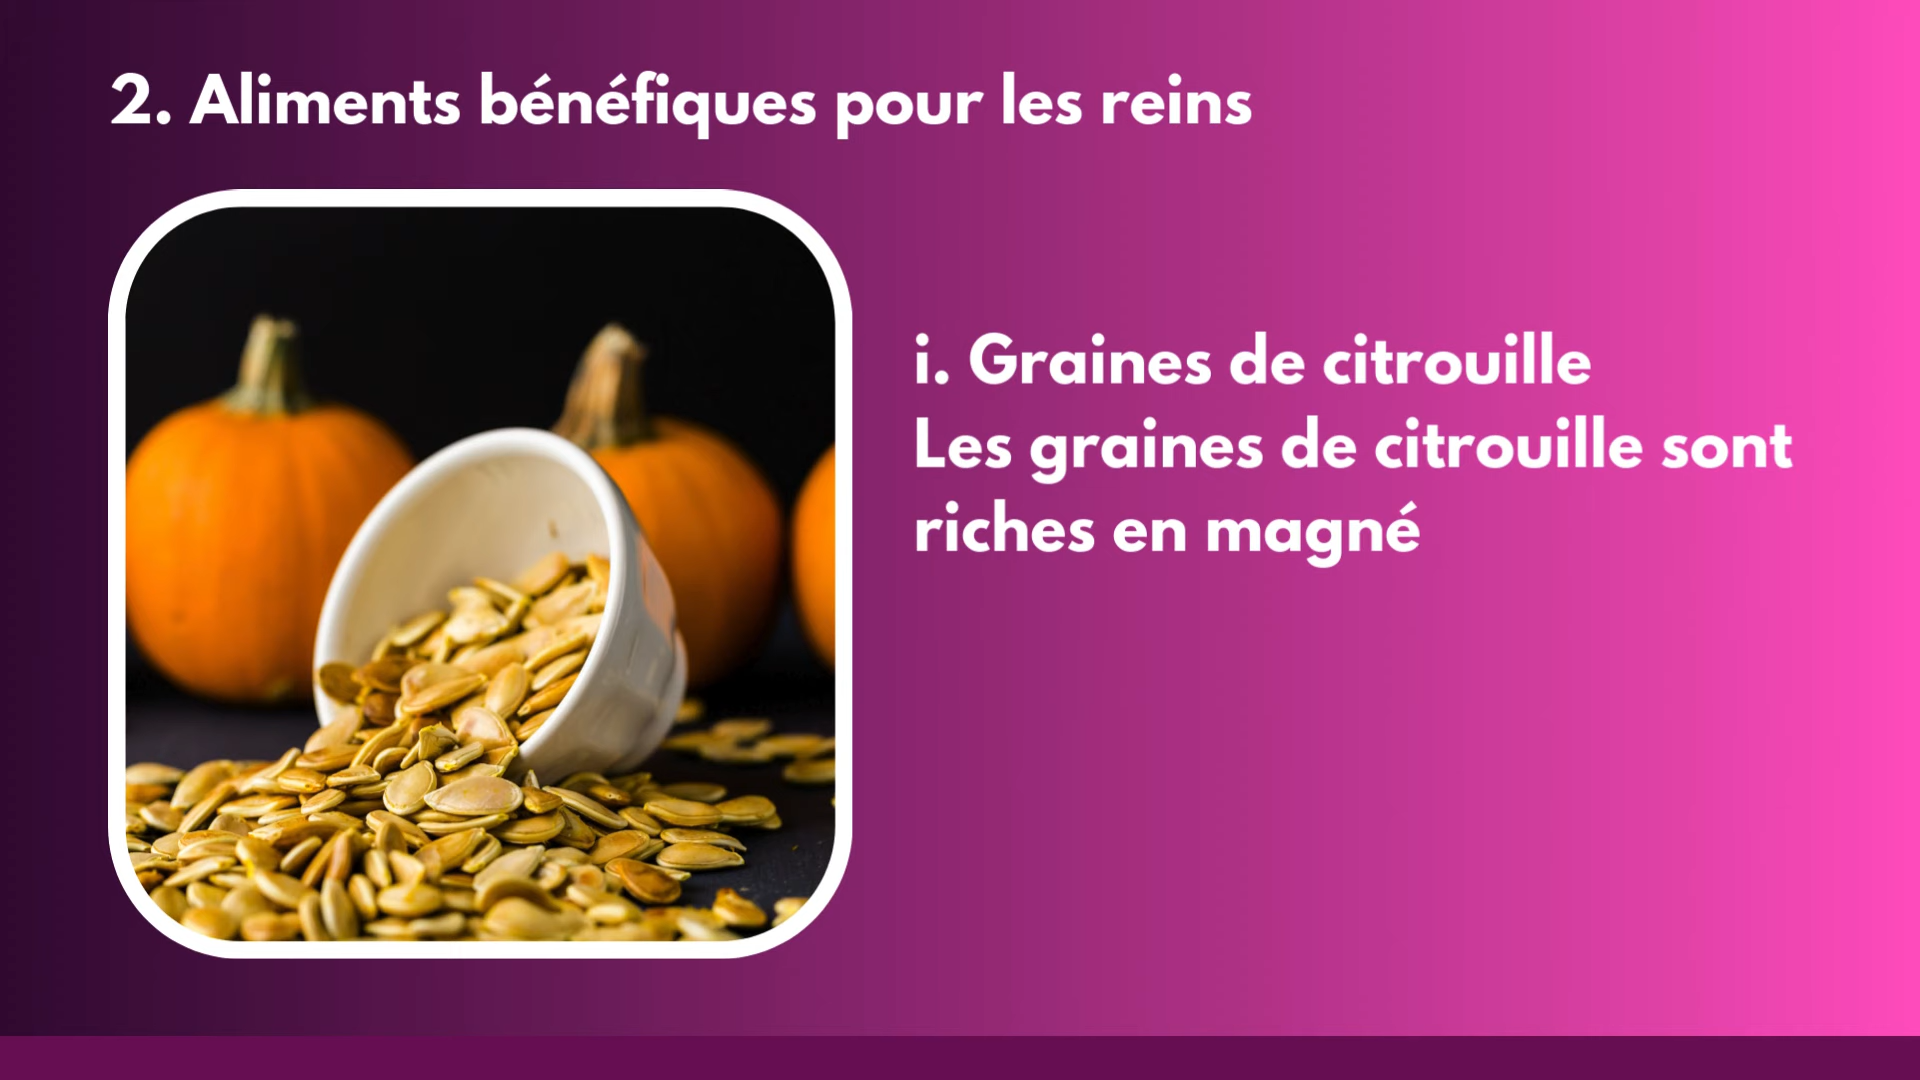 2. Aliments bénéfiques pour les reins
i. Graines de citrouille
Les graines de citrouille sont
riches en magné